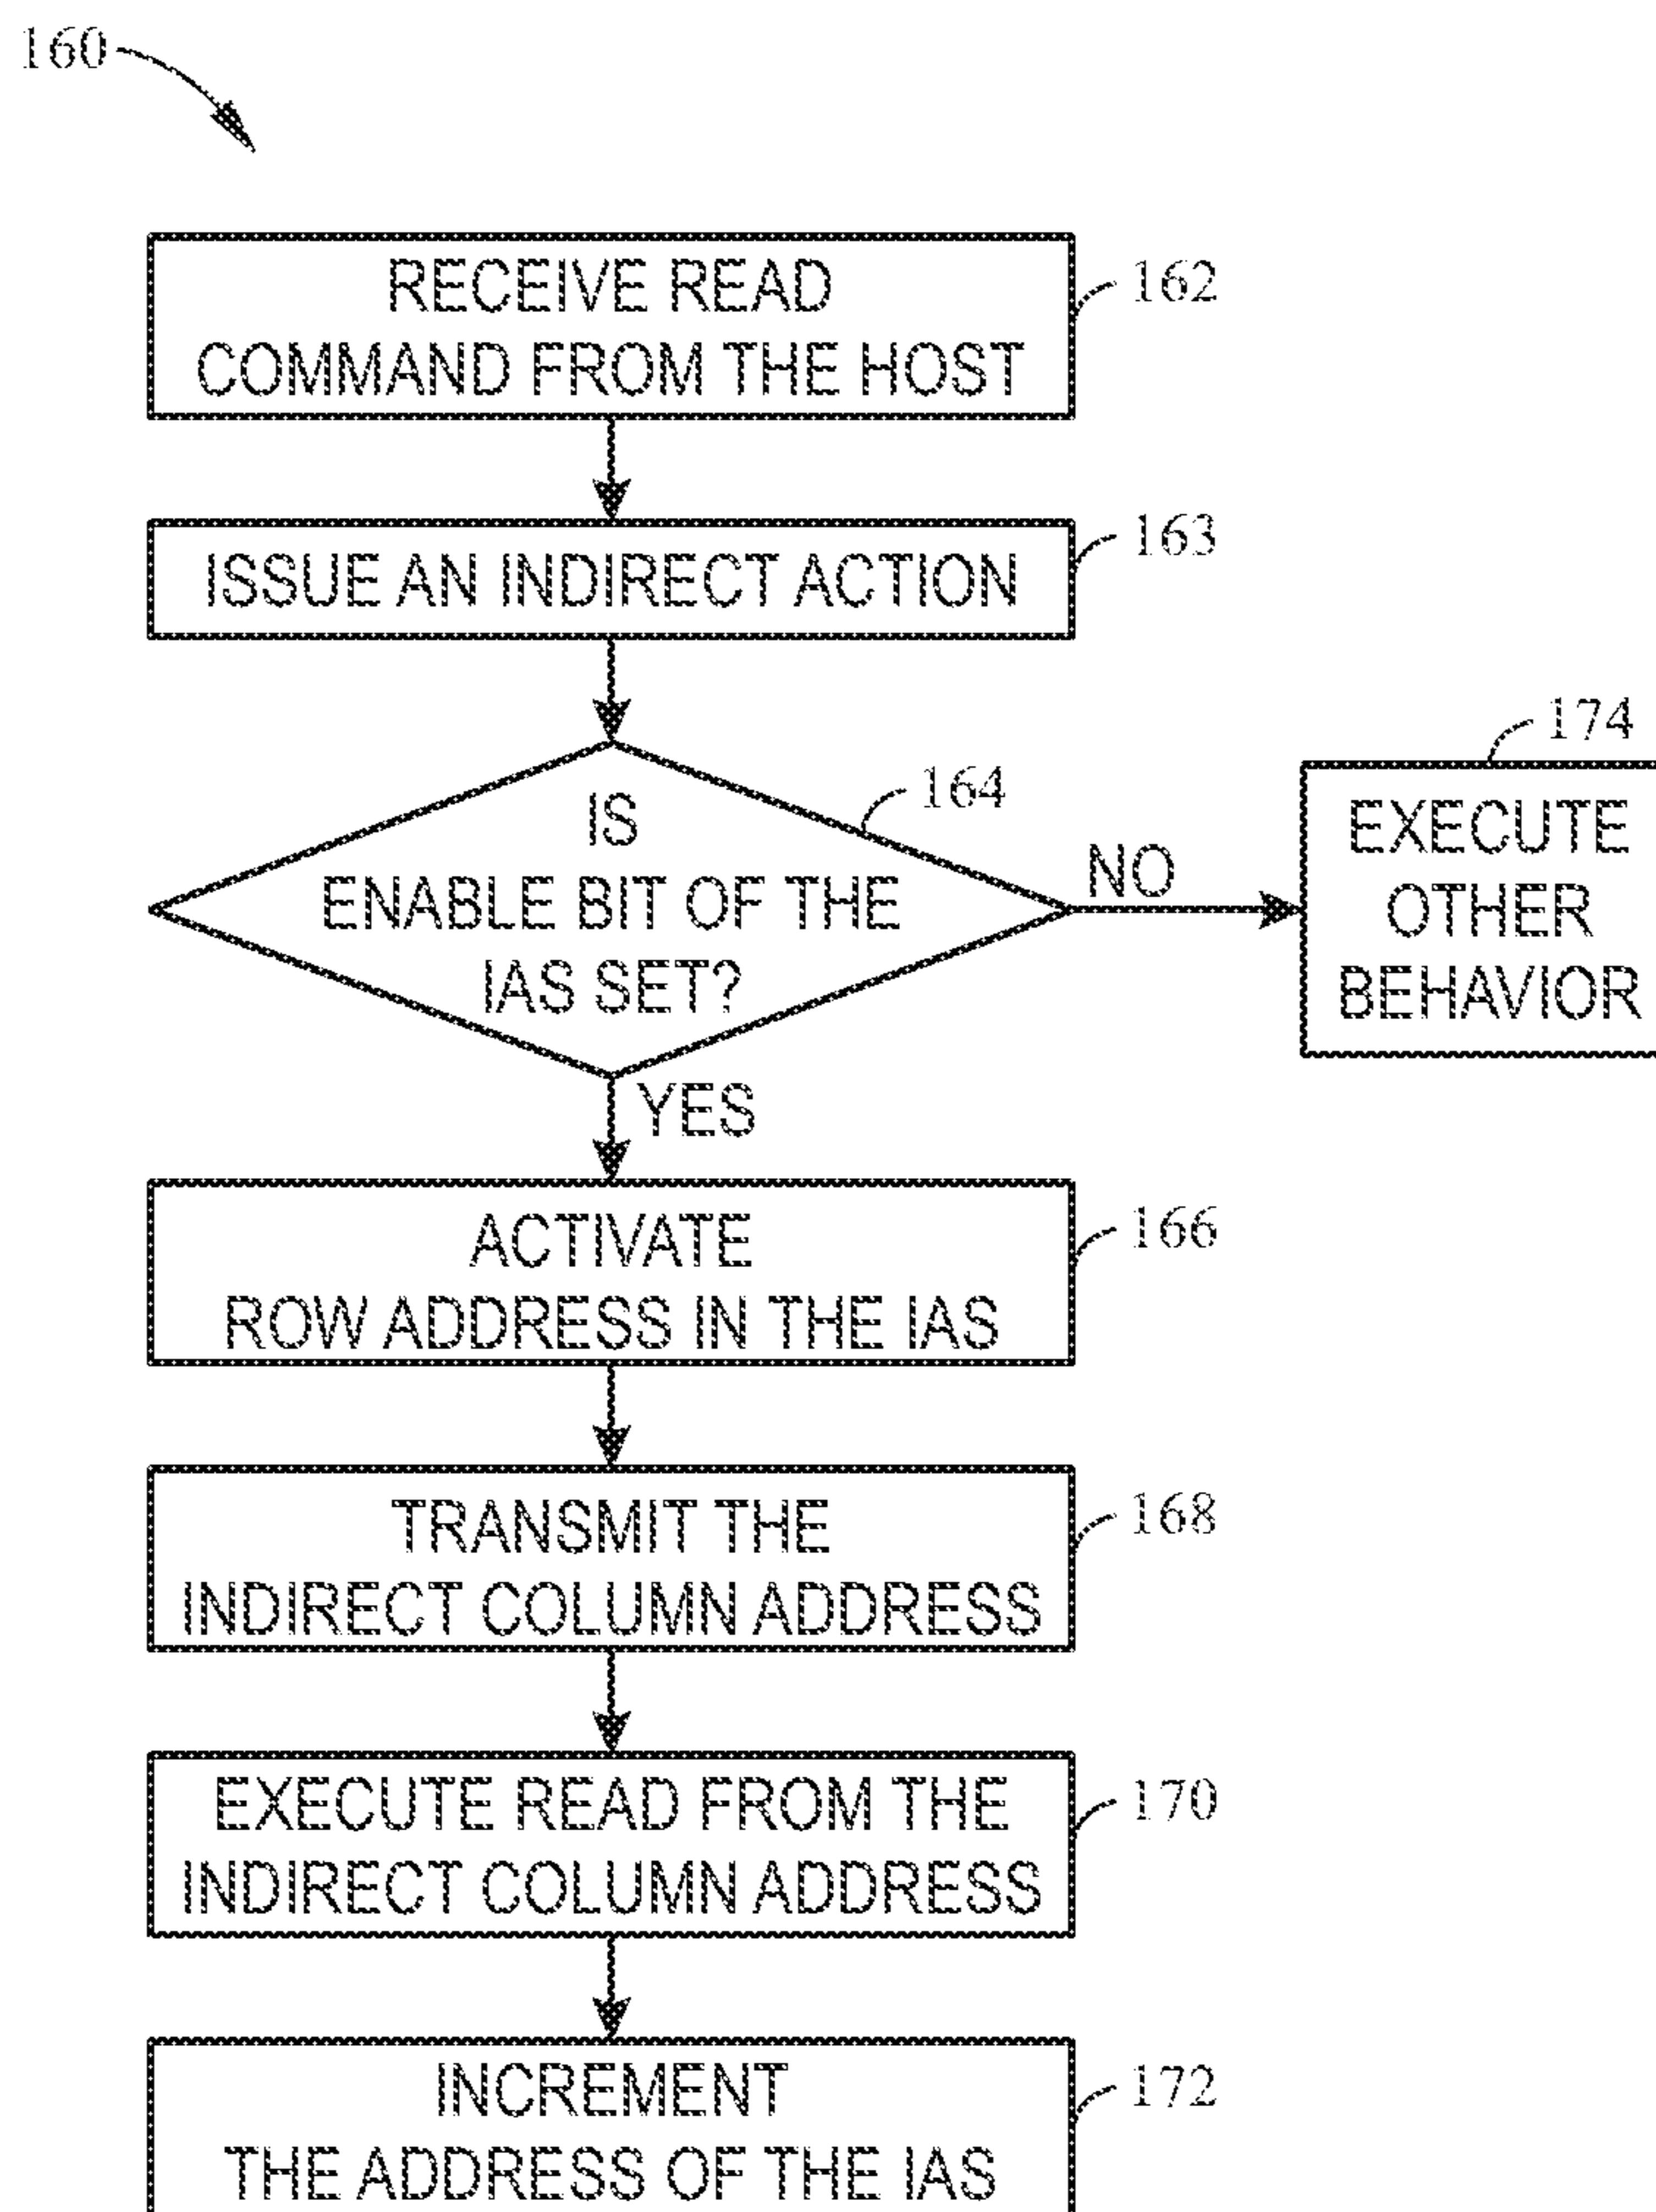 160
RECEIVE READ
COMMAND FROM THE HOST
162
ISSUE AN INDIRECT ACTION
163
IS
ENABLE BIT OF THE
IAS SET?
164
NO
174
EXECUTE
OTHER
BEHAVIOR
YES
ACTIVATE
ROW ADDRESS IN THE IAS
166
TRANSMIT THE
INDIRECT COLUMN ADDRESS
168
EXECUTE READ FROM THE
INDIRECT COLUMN ADDRESS
170
INCREMENT
THE ADDRESS OF THE IAS
172